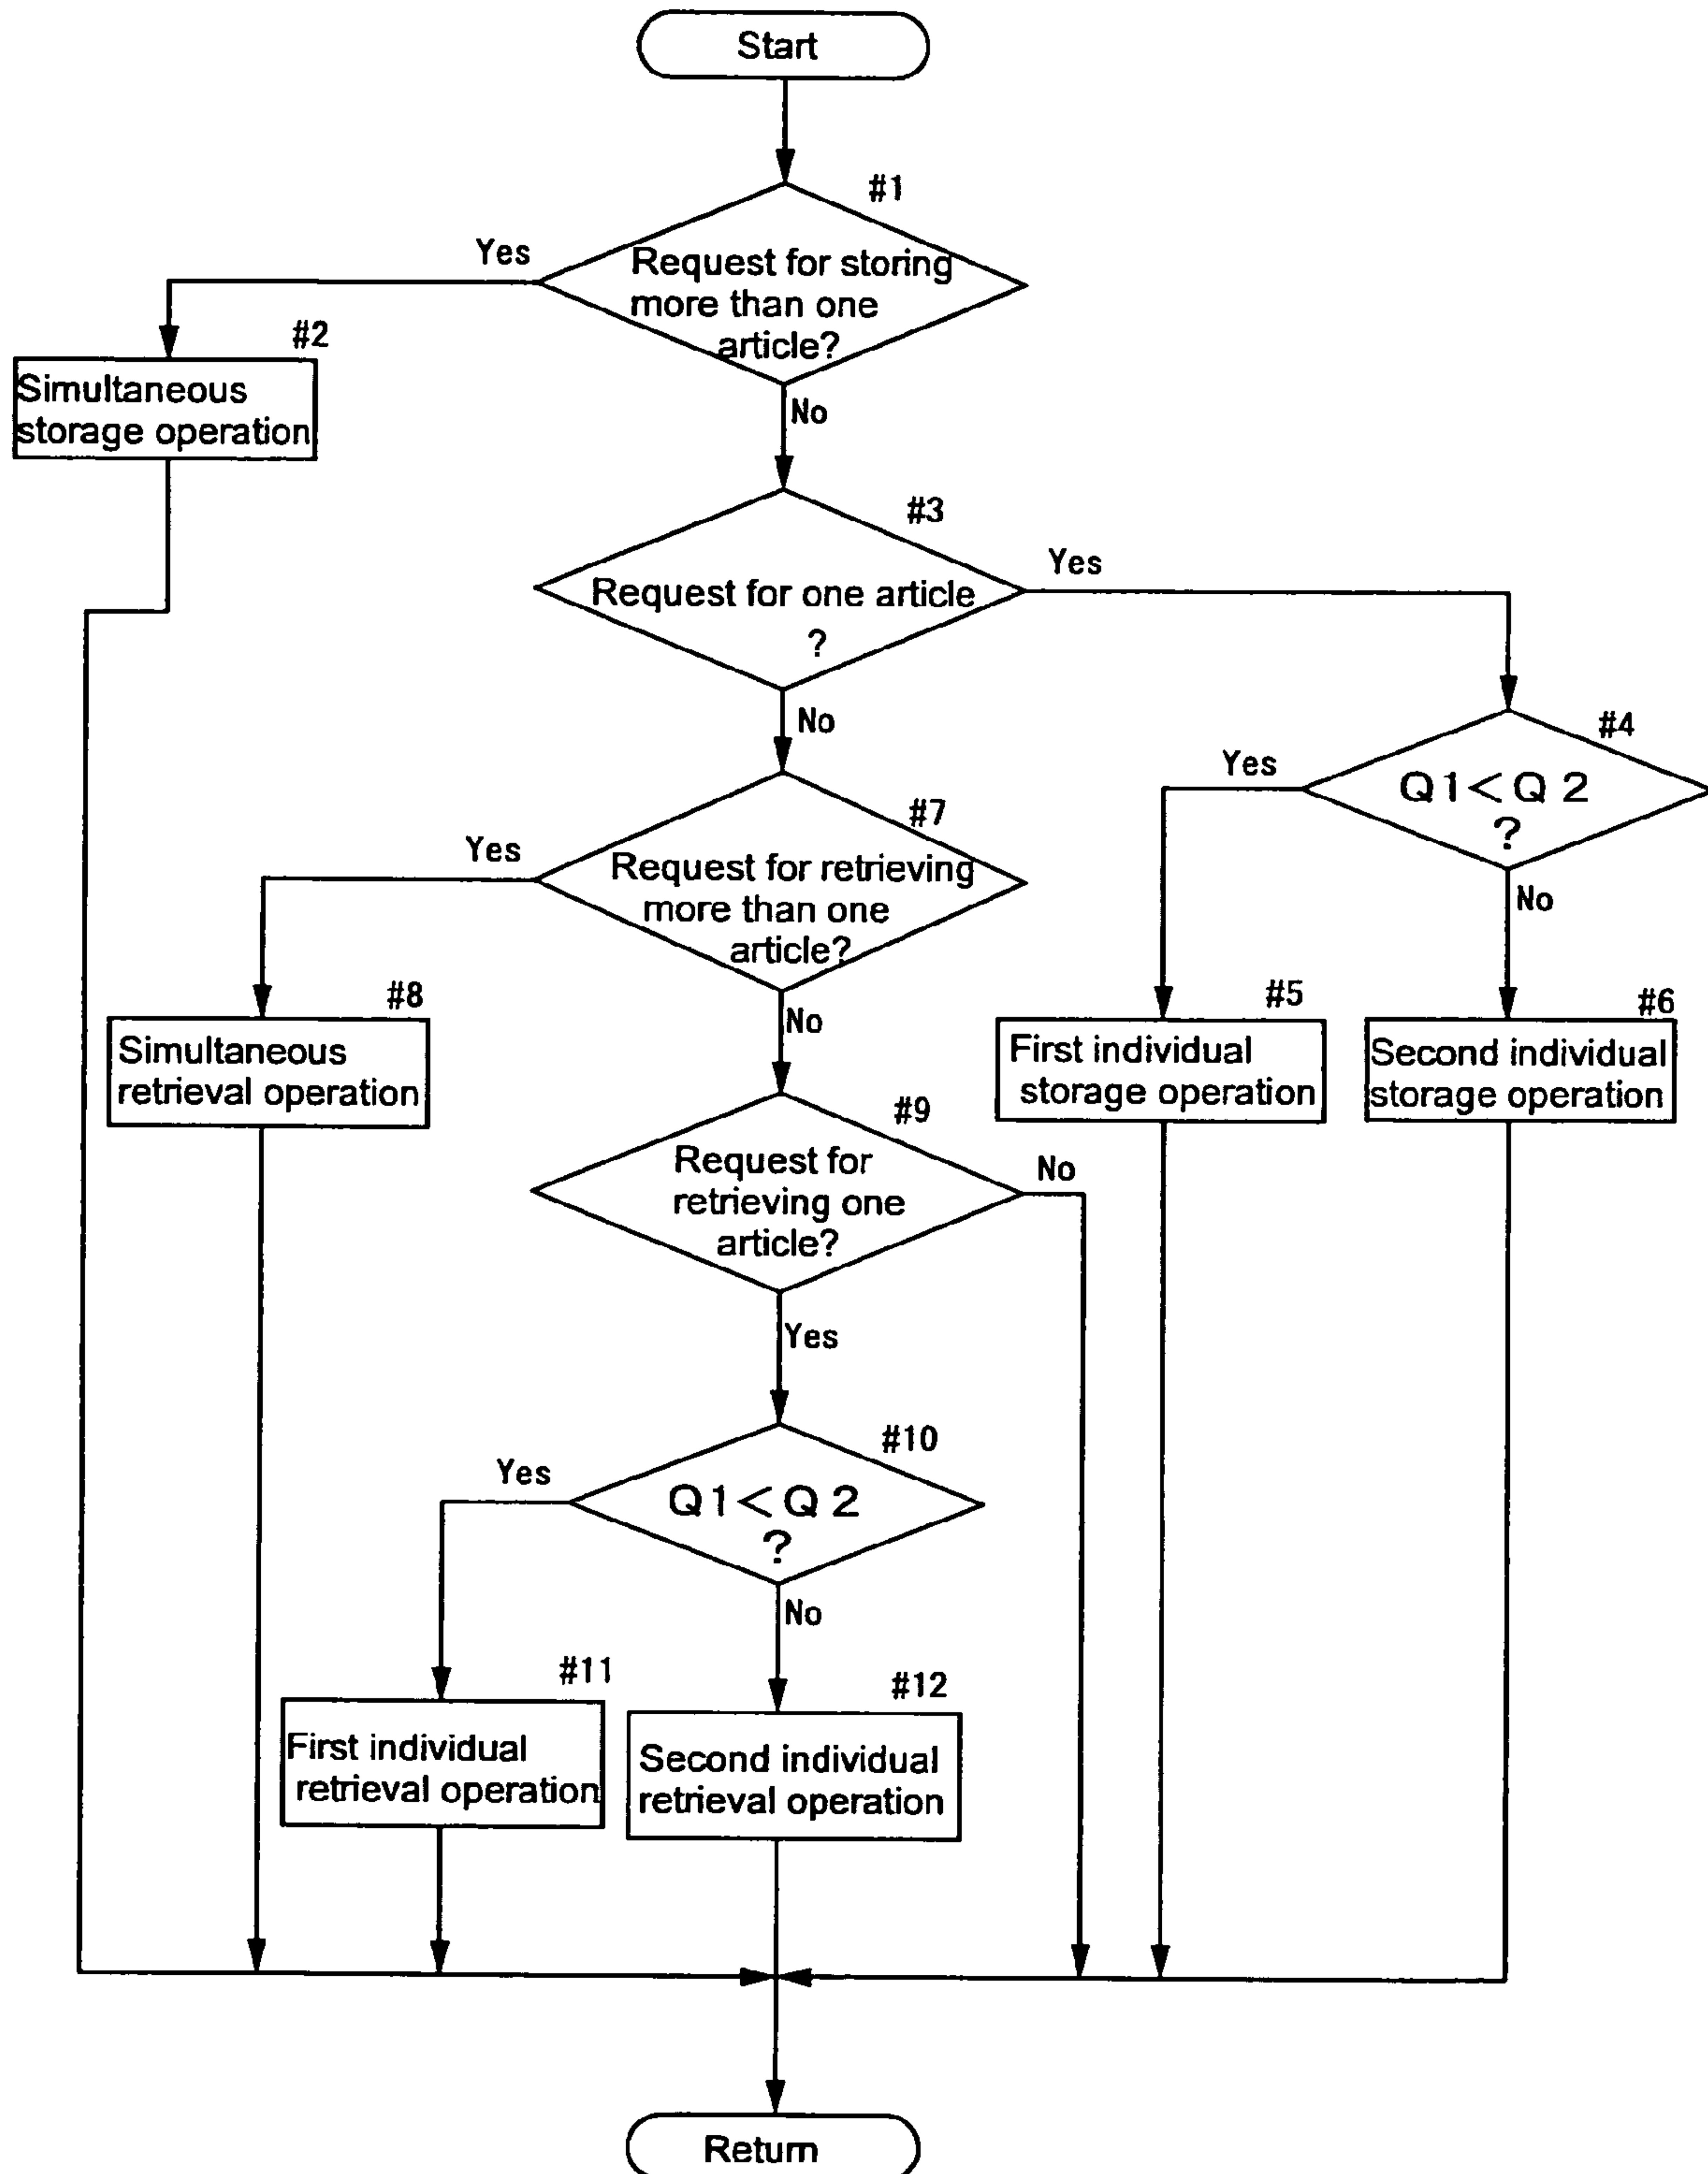 Start
#1
Yes
Request for storing
more than one
article?
#2
Simultaneous
storage operation
No
#3
Yes
Request for one article
?
No
#4
Yes
Q1<Q2
?
#7
Yes
Request for retrieving
more than one
article?
No
#8
Simultaneous
retrieval operation
No
#5
First individual
storage operation
#6
Second individual
storage operation
#9
Request for
retrieving one
article?
No
Yes
#10
Yes
Q1<Q2
?
No
#11
First individual
retrieval operation
#12
Second individual
retrieval operation
Return